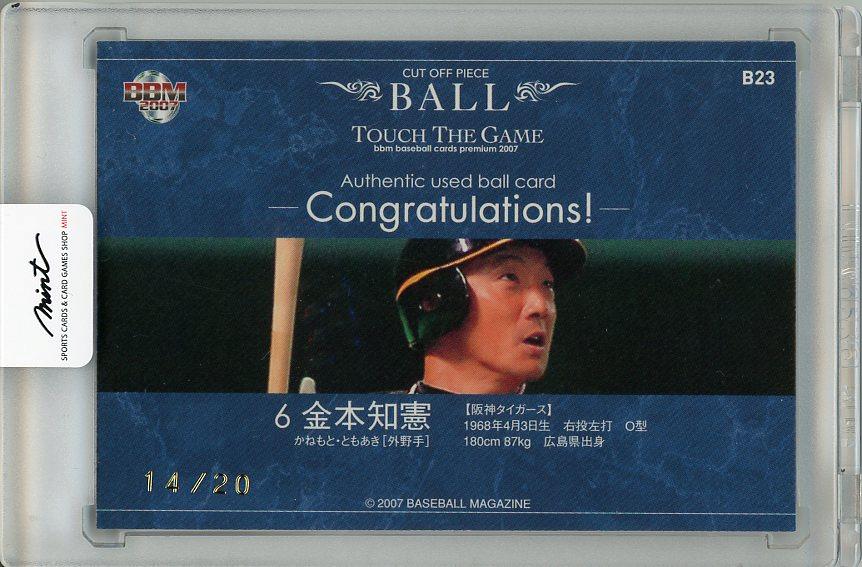 BBM
2007
CUT OFF PIECE
BALL
B23
TOUCH THE GAME
bbm baseball cards premium 2007
Authentic used ball card
Congratulations!
mint
SPORTS CARDS & CARD GAMES SHOP MINT
6 金本知憲
かねもと・ともあき[外野手]
【阪神タイガース】
1968年4月3日生 右投左打 O型
180cm 87kg 広島県出身
14/20
© 2007 BASEBALL MAGAZINE